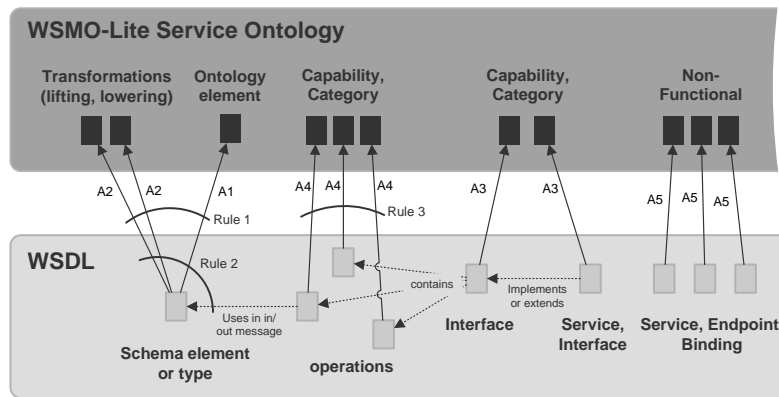 WSMO-Lite Service Ontology
Transformations
(lifting, lowering)
Ontology
element
Capability,
Category
Capability,
Category
Non-
Functional
A2
A2
A1
A4
A4
A4
A3
A3
A5
A5
A5
Rule 1
Rule 3
WSDL
Rule 2
contains
Implements
or extends
Uses in in/
out message
Interface
Service,
Interface
Service, Endpoint
Binding
Schema element
or type
operations